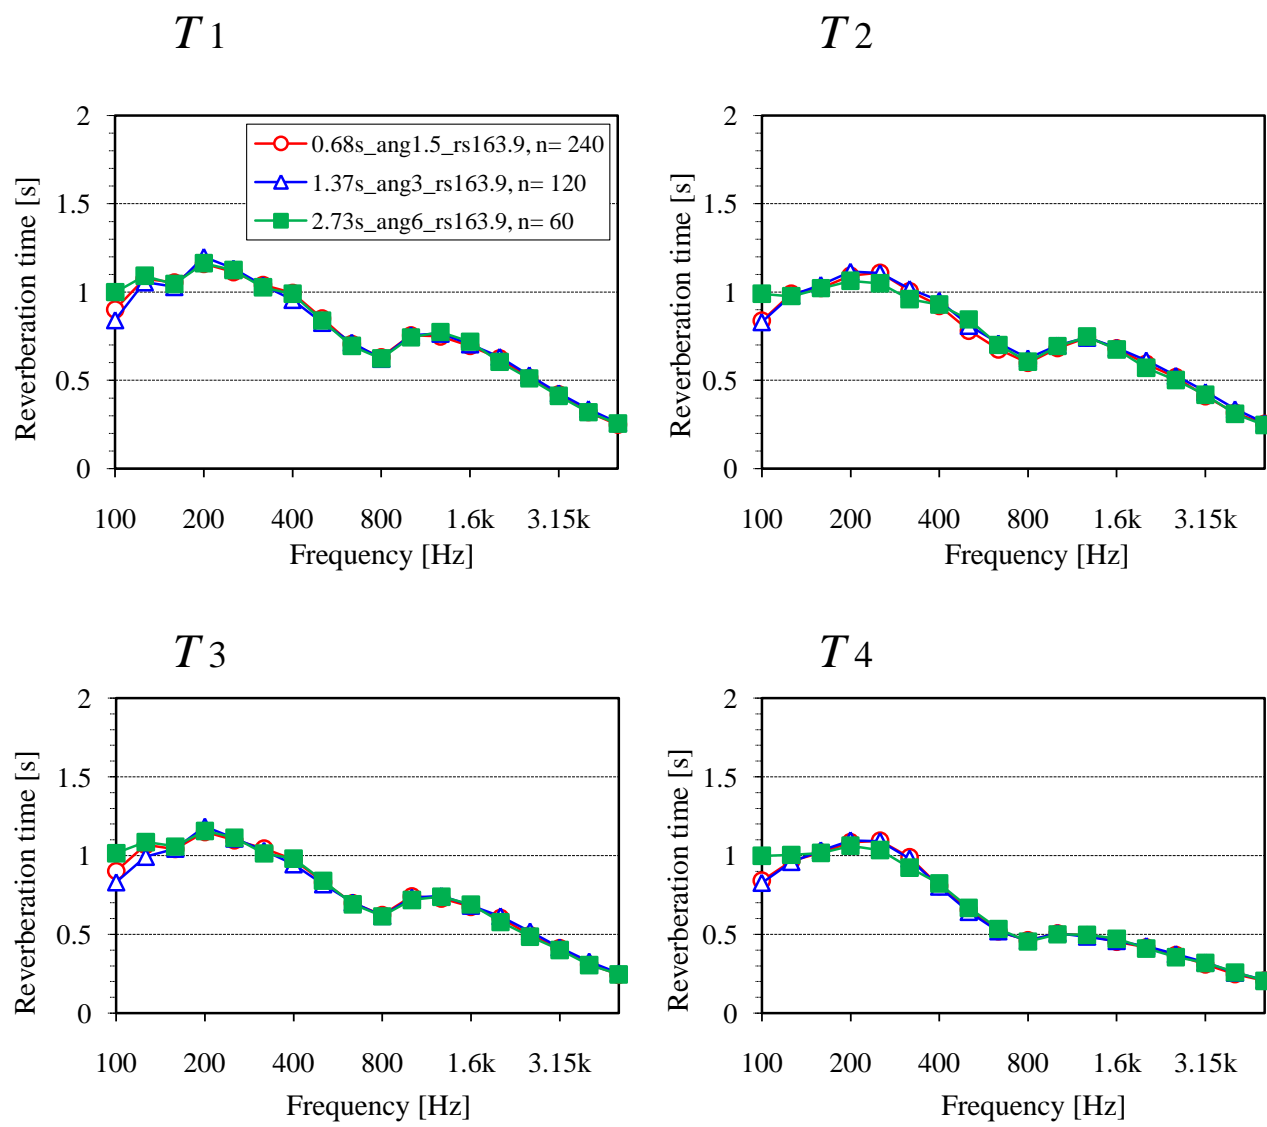 T 1
T 2
2
1.5
1
0.5
0
Reverberation time [s]
0.68s_ang1.5_rs163.9, n= 240
1.37s_ang3_rs163.9, n= 120
2.73s_ang6_rs163.9, n= 60
100 200 400 800 1.6k 3.15k
Frequency [Hz]
2
1.5
1
0.5
0
Reverberation time [s]
100 200 400 800 1.6k 3.15k
Frequency [Hz]
T 3
T 4
2
1.5
1
0.5
0
Reverberation time [s]
100 200 400 800 1.6k 3.15k
Frequency [Hz]
2
1.5
1
0.5
0
Reverberation time [s]
100 200 400 800 1.6k 3.15k
Frequency [Hz]